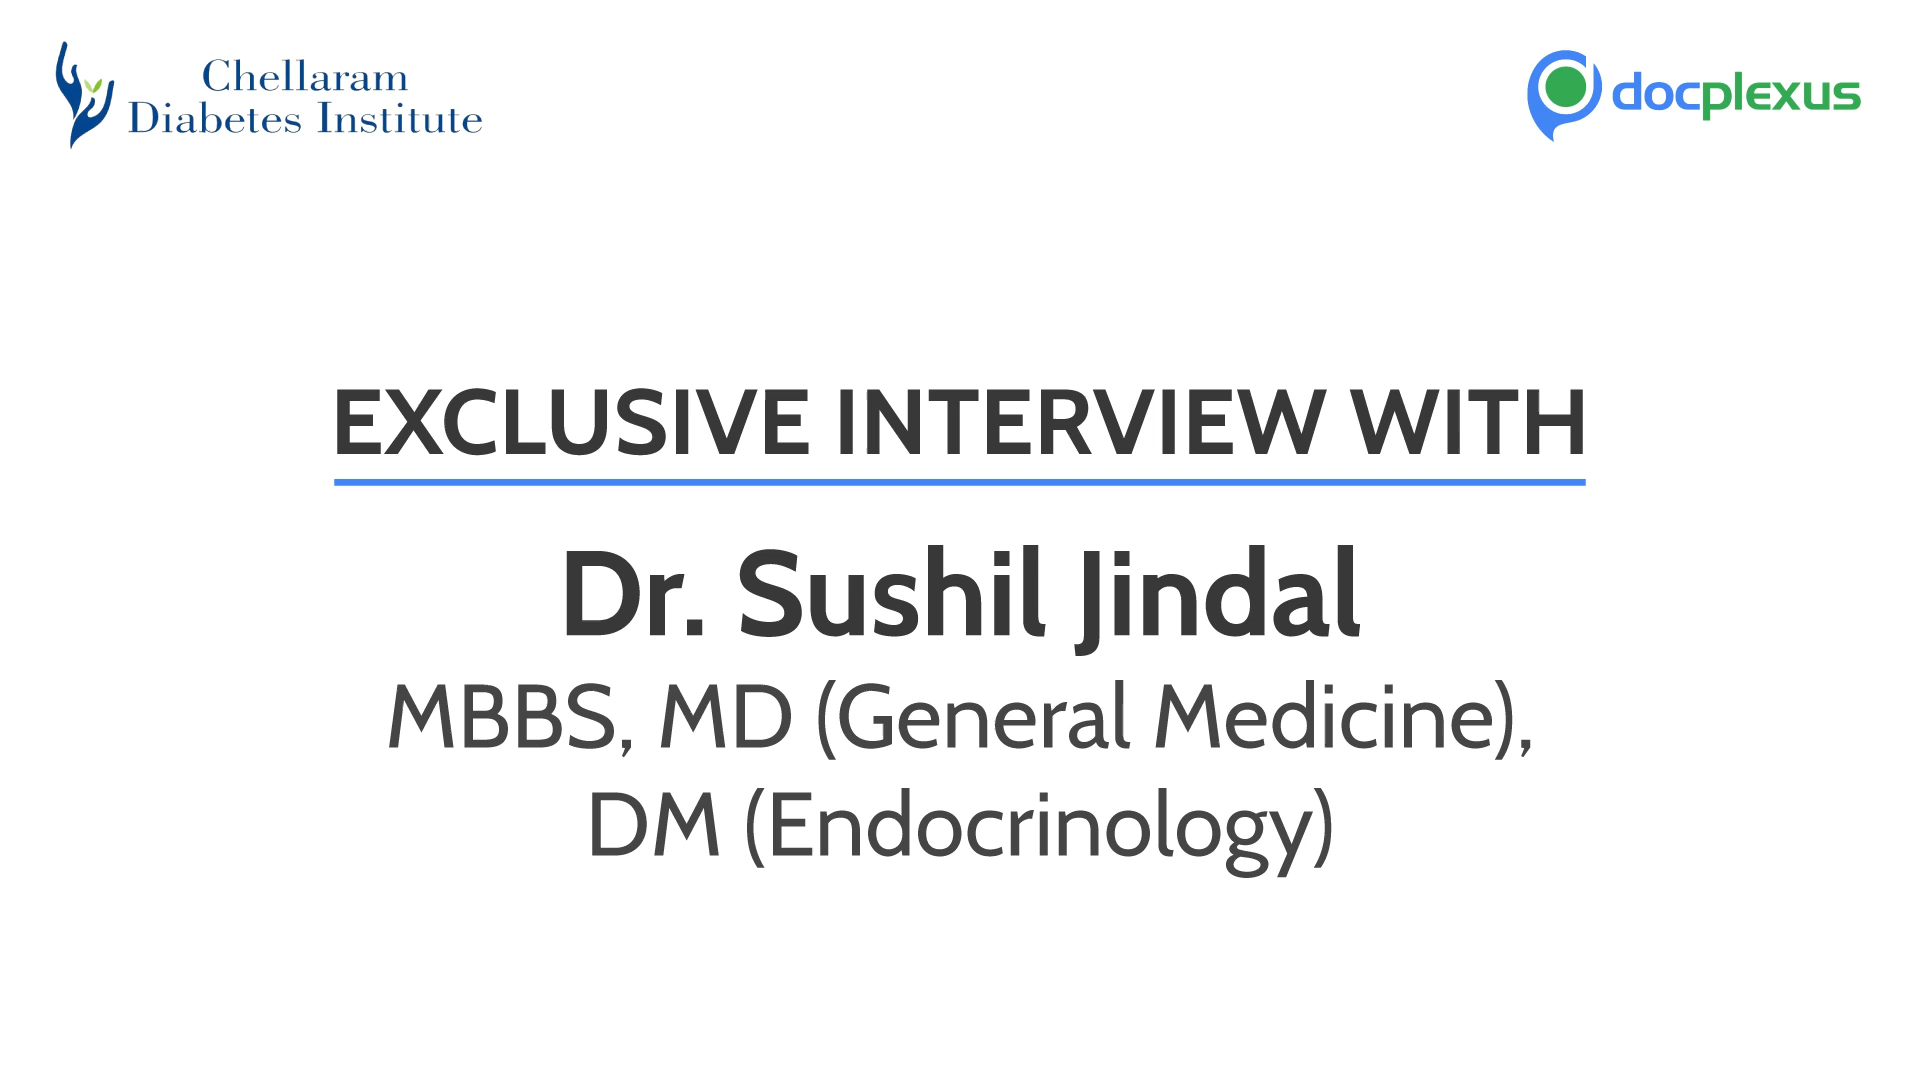 Chellaram
Diabetes Institute
docplexus
EXCLUSIVE INTERVIEW WITH
Dr. Sushil Jindal
MBBS, MD (General Medicine),
DM (Endocrinology)